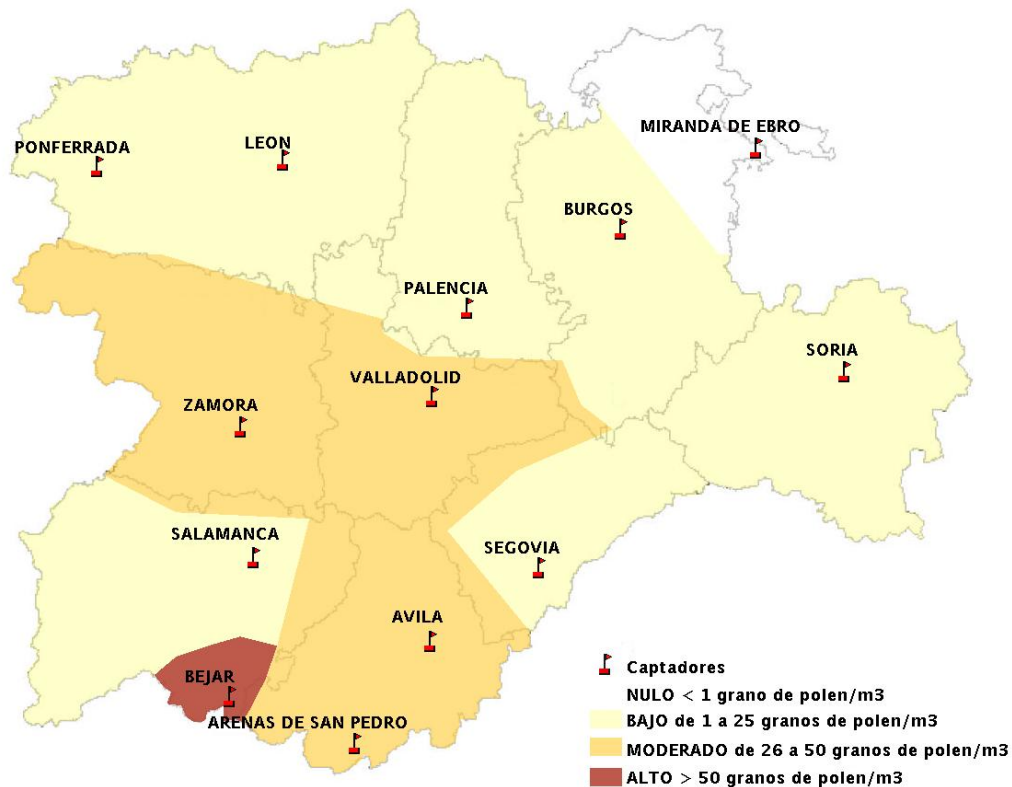 MIRANDA DE EBRO
PONFERRADA
LEON
BURGOS
PALENCIA
SORIA
VALLADOLID
ZAMORA
SALAMANCA
SEGOVIA
AVILA
BEJAR
ARENAS DE SAN PEDRO
Captadores
NULO < 1 grano de polen/m3
BAJO de 1 a 25 granos de polen/m3
MODERADO de 26 a 50 granos de polen/m3
ALTO > 50 granos de polen/m3